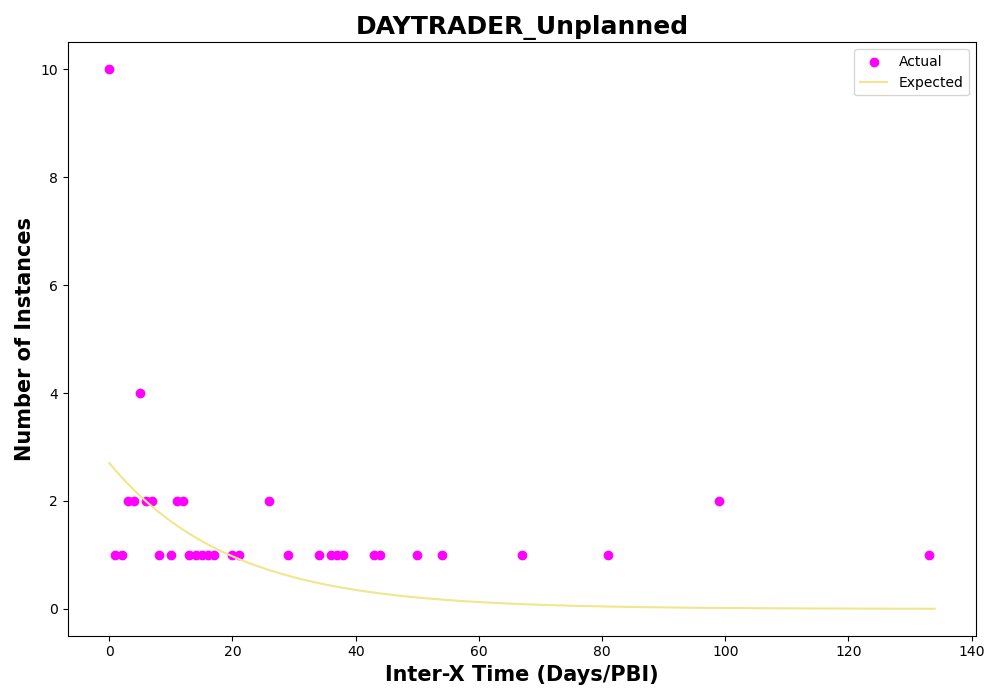 DAYTRADER_Unplanned
Actual
Expected
Number of Instances
10
8
6
4
2
0
0 20 40 60 80 100 120 140
Inter-X Time (Days/PBI)